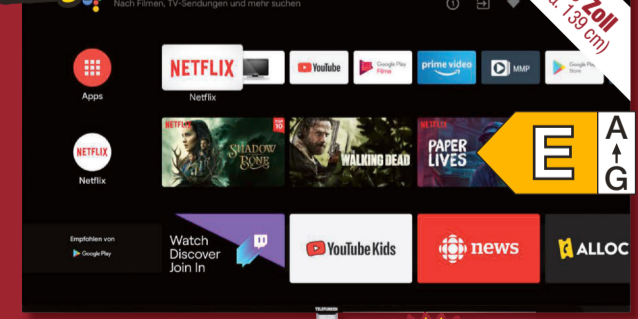 Nach Filmen, TV-Sendungen und mehr suchen
Zoll
139 cm)
NETFLIX
YouTube
Google Play
Filme
prime video
MMP
Google Play
Store
Apps
Netflix
NETFLIX
NETFLIX
TOP
10
SHADOW
AND
BONE
WALKING DEAD
NETFLIX
PAPER
LIVES
E
A
G
Netflix
Empfohlen von
Google Play
Watch
Discover
Join In
YouTube Kids
news
ALLOC
TELEFUNKEN